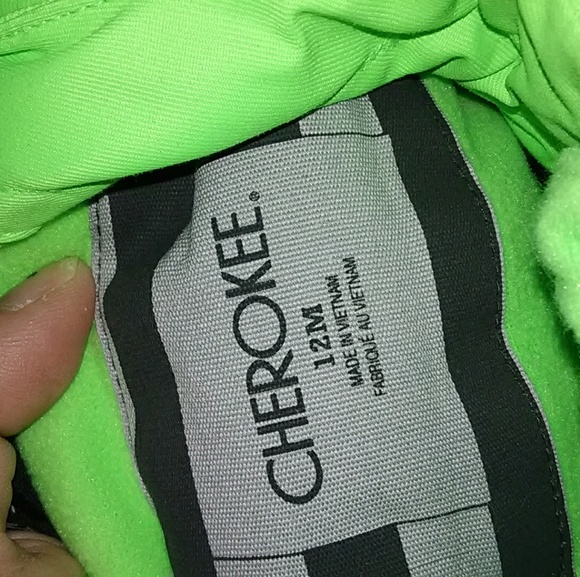 CHEROKEE®
12M
MADE IN VIETNAM
FABRIQUÉ AU VIETNAM